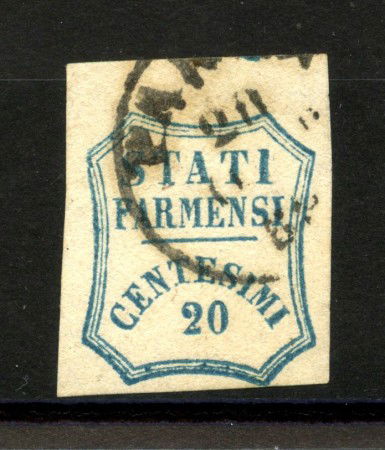 STATI
PARMENSI
CENTESIMI
20